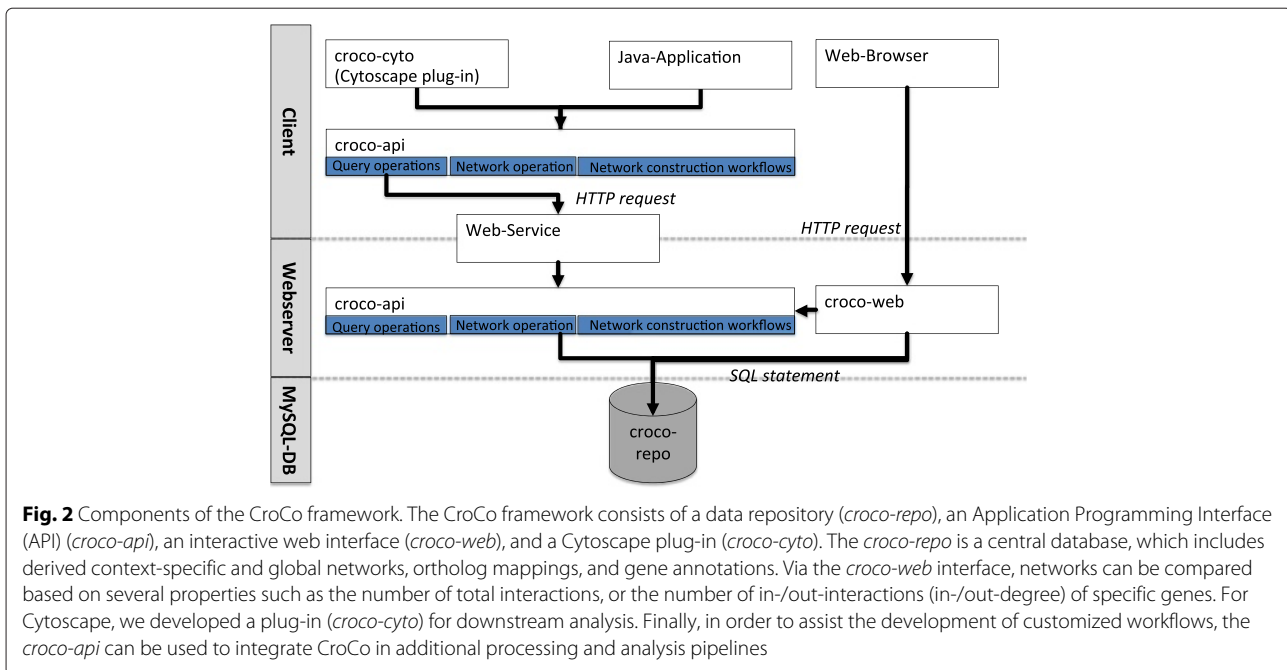 Client
croco-cyto
(Cytoscape plug-in)
Java-Application
Web-Browser
croco-api
Query operations
Network operation
Network construction workflows
HTTP request
Web-Service
HTTP request
Webserver
croco-api
Query operations
Network operation
Network construction workflows
croco-web
SQL statement
MySQL-DB
croco-
repo
Fig. 2 Components of the CroCo framework. The CroCo framework consists of a data repository (croco-repo), an Application Programming Interface
(API) (croco-api), an interactive web interface (croco-web), and a Cytoscape plug-in (croco-cyto). The croco-repo is a central database, which includes
derived context-specific and global networks, ortholog mappings, and gene annotations. Via the croco-web interface, networks can be compared
based on several properties such as the number of total interactions, or the number of in-/out-interactions (in-/out-degree) of specific genes. For
Cytoscape, we developed a plug-in (croco-cyto) for downstream analysis. Finally, in order to assist the development of customized workflows, the
croco-api can be used to integrate CroCo in additional processing and analysis pipelines